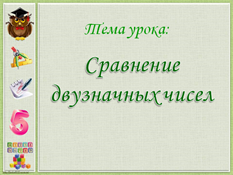 Тема урока:
Сравнение
двузначных чисел